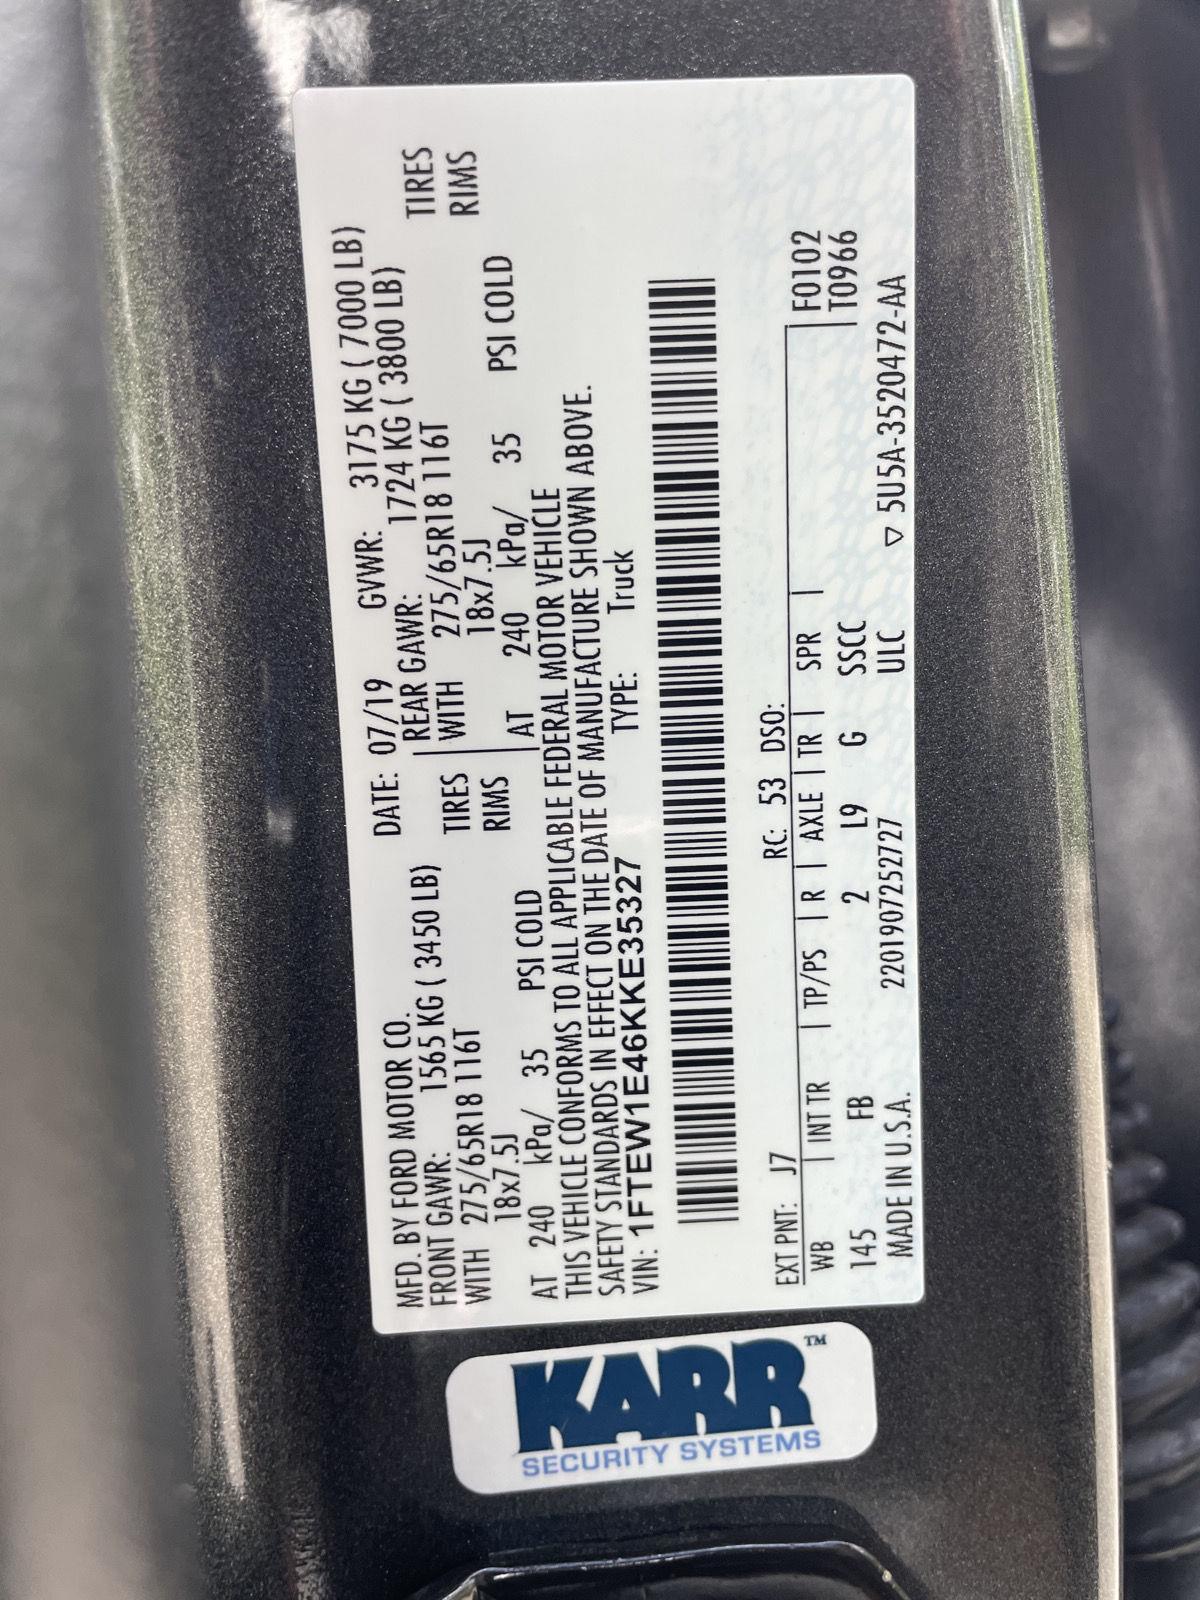 MFD. BY FORD MOTOR CO. DATE: 07/19 GVWR: 3175 KG ( 7000 LB)
FRONT GAWR: 1565 KG ( 3450 LB) REAR GAWR: 1724 KG ( 3800 LB)
WITH 275/65R18 116T TIRES WITH 275/65R18 116T TIRES
18x7.5J RIMS 18x7.5J RIMS
AT 240 kPa/ 35 PSI COLD AT 240 kPa/ 35 PSI COLD
THIS VEHICLE CONFORMS TO ALL APPLICABLE FEDERAL MOTOR VEHICLE
SAFETY STANDARDS IN EFFECT ON THE DATE OF MANUFACTURE SHOWN ABOVE.
VIN: 1FTEW1E46KKE35327 TYPE: Truck
EXT PNT: J7 RC: 53 DSO: F0102
WB | INT TR | TP/PS | R | AXLE | TR | SPR | T0966
145 FB 2 L9 G SSCC
MADE IN U.S.A. 220190725​2727 ULC ▽ 5U5A-3520472-AA
KARR™
SECURITY SYSTEMS